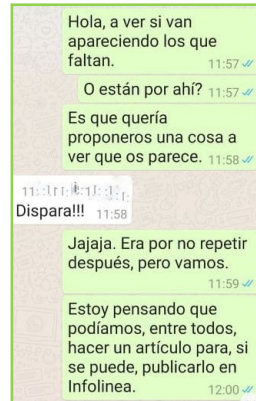 Hola, a ver si van
apareciendo los que
faltan.
11:57
O están por ahí? 11:57
Es que quería
proponeros una cosa a
ver que os parece. 11:58
Dispara!!! 11:58
Jajaja. Era por no repetir
después, pero vamos.
11:59
Estoy pensando que
podíamos, entre todos,
hacer un artículo para, si
se puede, publicarlo en
Infolinea. 12:00